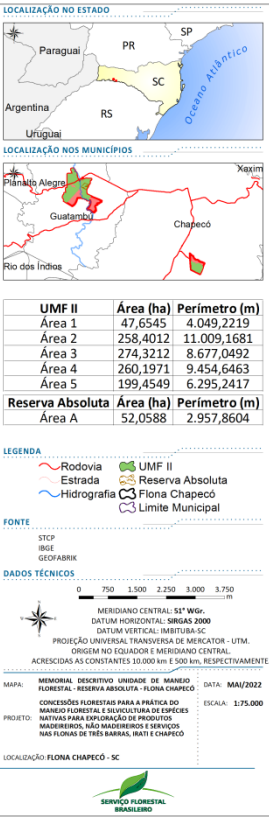 LOCALIZAÇÃO NO ESTADO
SP
PR
Paraguai
SC
Oceano Atlântico
Argentina
RS
Uruguai
LOCALIZAÇÃO NOS MUNICÍPIOS
Xaxim
Planalto Alegre
Guatambu
Chapecó
Rio dos Índios
UMF II Área (ha) Perímetro (m)
Área 1 47,6545 4.049,2219
Área 2 258,4012 11.009,1681
Área 3 274,3212 8.677,0492
Área 4 260,1971 9.454,6463
Área 5 199,4549 6.295,2417
Reserva Absoluta Área (ha) Perímetro (m)
Área A 52,0588 2.957,8604
LEGENDA
Rodovia UMF II
Estrada Reserva Absoluta
Hidrografia Flona Chapecó
Limite Municipal
FONTE
STCP
IBGE
GEOFABRIK
DADOS TÉCNICOS
0 750 1.500 2.250 3.000 3.750
m
MERIDIANO CENTRAL: 51° WGr.
DATUM HORIZONTAL: SIRGAS 2000
DATUM VERTICAL: IMBITUBA-SC
PROJEÇÃO UNIVERSAL TRANSVERSA DE MERCATOR - UTM.
ORIGEM NO EQUADOR E MERIDIANO CENTRAL.
ACRESCIDAS AS CONSTANTES 10.000 km E 500 km, RESPECTIVAMENTE
MAPA: MEMORIAL DESCRITIVO UNIDADE DE MANEJO
FLORESTAL - RESERVA ABSOLUTA - FLONA CHAPECÓ
DATA: MAI/2022
PROJETO: CONCESSÕES FLORESTAIS PARA A PRÁTICA DO
MANEJO FLORESTAL E SILVICULTURA DE ESPÉCIES
NATIVAS PARA EXPLORAÇÃO DE PRODUTOS
MADEIREIROS, NÃO MADEIREIROS E SERVIÇOS
NAS FLONAS DE TRÊS BARRAS, IRATI E CHAPECÓ
ESCALA: 1:75.000
LOCALIZAÇÃO: FLONA CHAPECÓ - SC
SERVIÇO FLORESTAL
BRASILEIRO